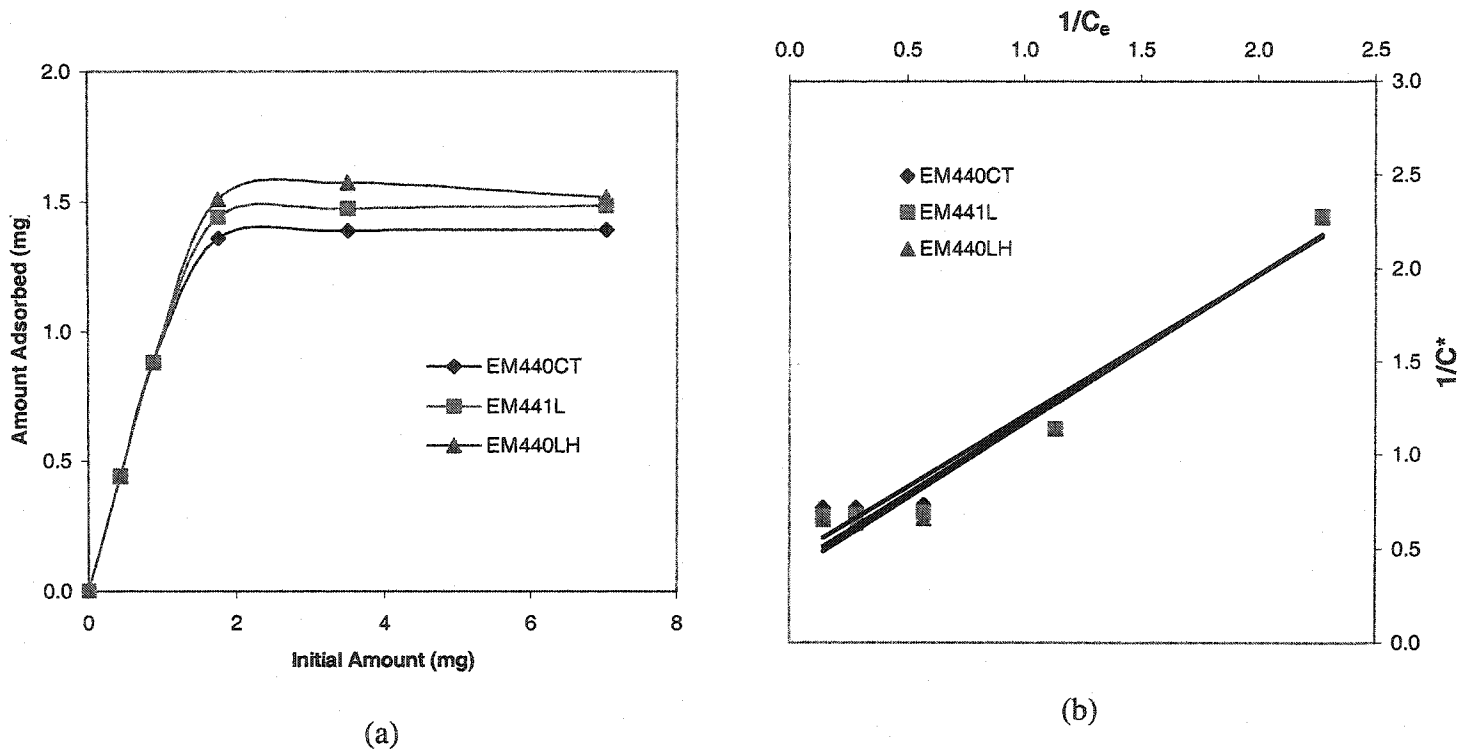 2.0
1.5
1.0
0.5
0.0
Amount Adsorbed (mg)
0 2 4 6 8
Initial Amount (mg)
EM440CT
EM441L
EM440LH
(a)
1/Ce
0.0 0.5 1.0 1.5 2.0 2.5
3.0
2.5
2.0
1.5
1.0
0.5
0.0
1/C*
EM440CT
EM441L
EM440LH
(b)